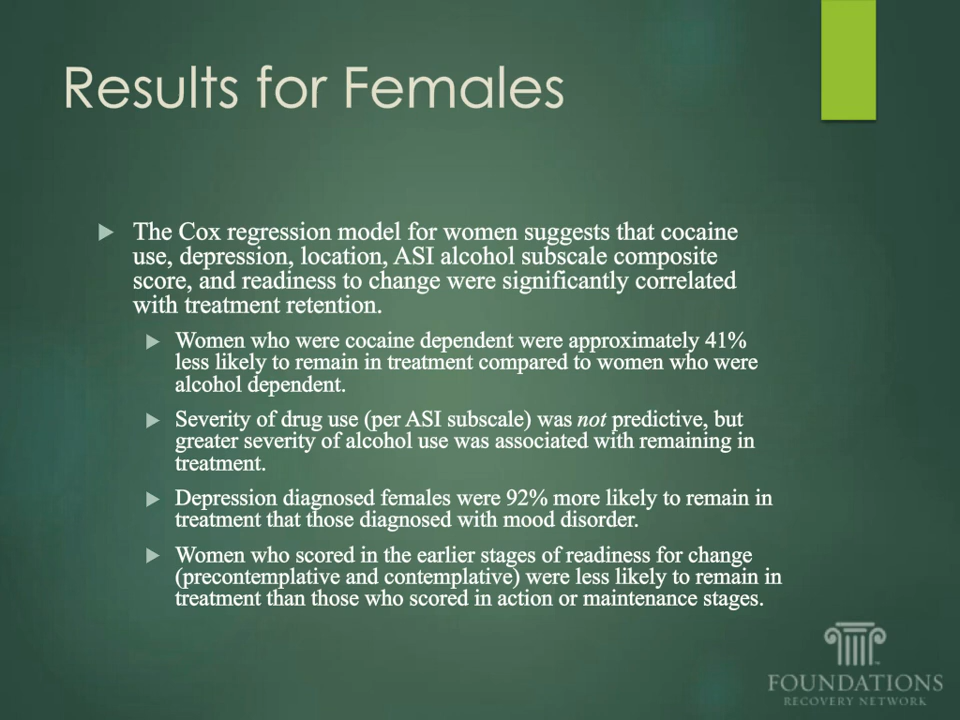 Results for Females
The Cox regression model for women suggests that cocaine
use, depression, location, ASI alcohol subscale composite
score, and readiness to change were significantly correlated
with treatment retention.
Women who were cocaine dependent were approximately 41%
less likely to remain in treatment compared to women who were
alcohol dependent.
Severity of drug use (per ASI subscale) was not predictive, but
greater severity of alcohol use was associated with remaining in
treatment.
Depression diagnosed females were 92% more likely to remain in
treatment that those diagnosed with mood disorder.
Women who scored in the earlier stages of readiness for change
(precontemplative and contemplative) were less likely to remain in
treatment than those who scored in action or maintenance stages.
FOUNDATIONS
RECOVERY NETWORK